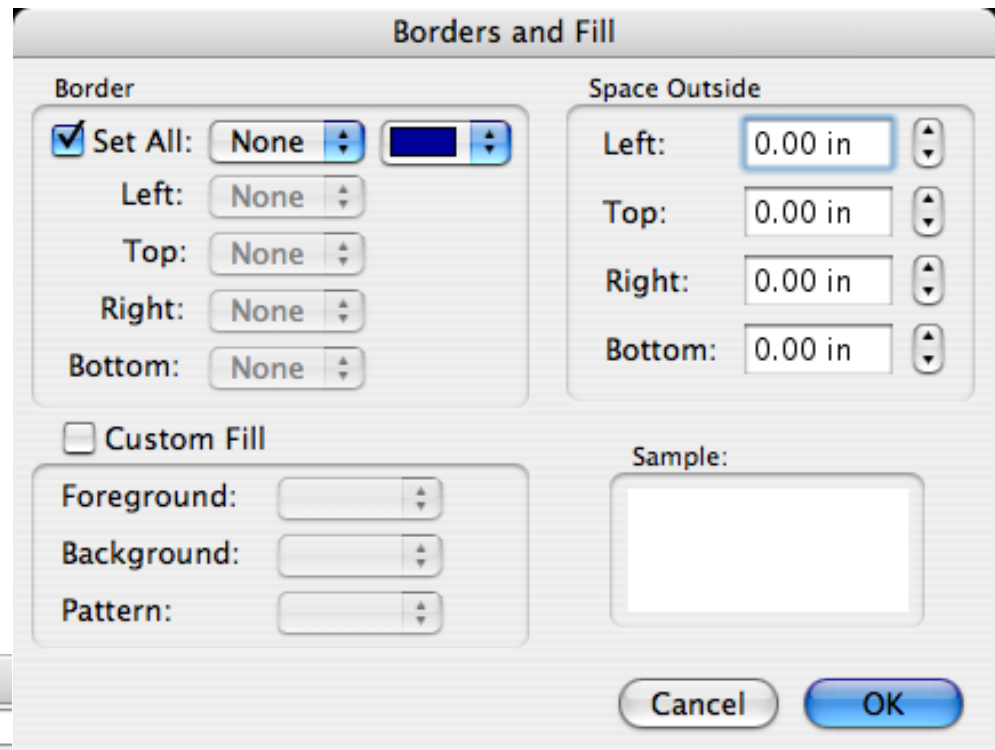 Borders and Fill
Border
Set All: None
Left: None
Top: None
Right: None
Bottom: None
Space Outside
Left: 0.00 in
Top: 0.00 in
Right: 0.00 in
Bottom: 0.00 in
Custom Fill
Foreground:
Background:
Pattern:
Sample:
Cancel OK